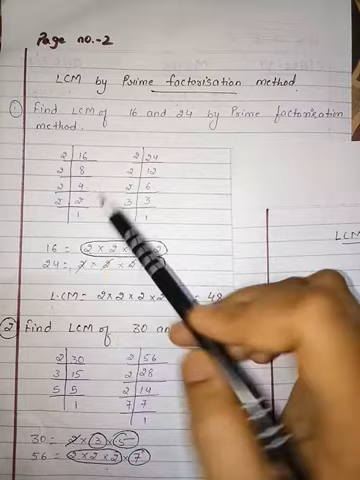 Page no.-2
LCM by Prime factorisation method.
① Find LCM of 16 and 24 by Prime factorization
method.
2 | 16    2 | 24
2 | 8    2 | 12
2 | 4    2 | 6
2 | 2    3 | 3
1    1
16 = 2 × 2 ×
24 = 2 × 2 ×
L.CM = 2×2×2×2 = 48
② Find LCM of 30
2 | 30    2 | 56
3 | 15    2 | 28
5 | 5    2 | 14
1    7 | 7
1
30 = 2 × 3 × 5
56 = 2 × 2 × 2 × 7